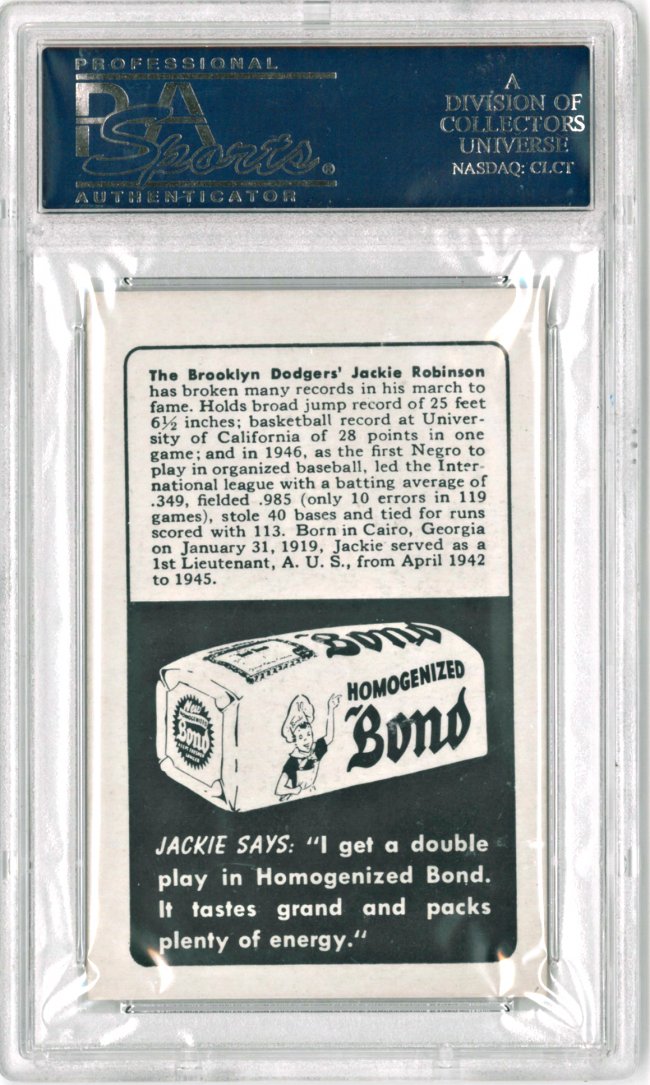 PROFESSIONAL
PSA
Sports®
AUTHENTICATOR
A
DIVISION OF
COLLECTORS
UNIVERSE
NASDAQ: CLCT
The Brooklyn Dodgers' Jackie Robinson
has broken many records in his march to
fame. Holds broad jump record of 25 feet
6½ inches; basketball record at Univer-
sity of California of 28 points in one
game; and in 1946, as the first Negro to
play in organized baseball, led the Inter-
national league with a batting average of
.349, fielded .985 (only 10 errors in 119
games), stole 40 bases and tied for runs
scored with 113. Born in Cairo, Georgia
on January 31, 1919, Jackie served as a
1st Lieutenant, A. U. S., from April 1942
to 1945.
Bond
HOMOGENIZED
Bond
New
HOMOGENIZED
Bond
JACKIE SAYS: "I get a double
play in Homogenized Bond.
It tastes grand and packs
plenty of energy."